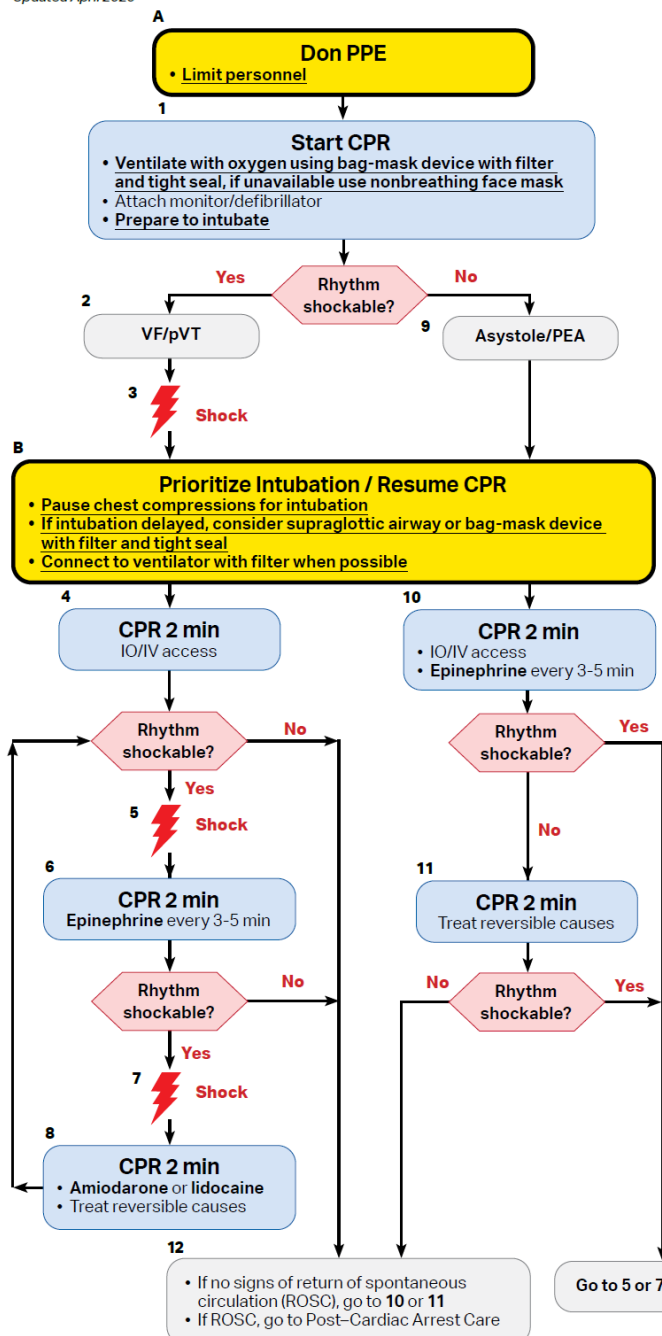 Updated April 2020
A
Don PPE
• Limit personnel
1
Start CPR
• Ventilate with oxygen using bag-mask device with filter
and tight seal, if unavailable use nonbreathing face mask
• Attach monitor/defibrillator
• Prepare to intubate
Yes
Rhythm
shockable?
No
2
VF/pVT
9
Asystole/PEA
3
Shock
B
Prioritize Intubation / Resume CPR
• Pause chest compressions for intubation
• If intubation delayed, consider supraglottic airway or bag-mask device
with filter and tight seal
• Connect to ventilator with filter when possible
4
CPR 2 min
IO/IV access
10
CPR 2 min
• IO/IV access
• Epinephrine every 3-5 min
Rhythm
shockable?
No
Rhythm
shockable?
Yes
Yes
5
Shock
No
6
CPR 2 min
Epinephrine every 3-5 min
11
CPR 2 min
Treat reversible causes
Rhythm
shockable?
No
No
Rhythm
shockable?
Yes
Yes
7
Shock
8
CPR 2 min
• Amiodarone or lidocaine
• Treat reversible causes
12
• If no signs of return of spontaneous
circulation (ROSC), go to 10 or 11
• If ROSC, go to Post–Cardiac Arrest Care
Go to 5 or 7